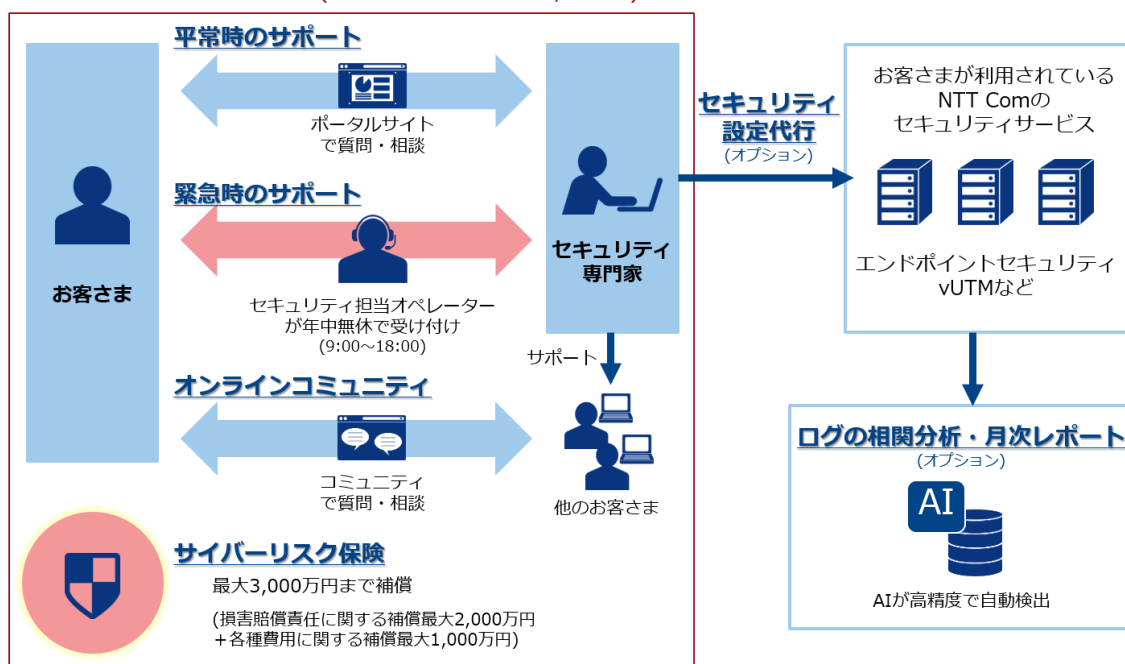 平常時のサポート
ポータルサイト
で質問・相談
緊急時のサポート
お客さま
セキュリティ担当オペレーター
が年中無休で受け付け
(9:00～18:00)
セキュリティ
専門家
サポート
オンラインコミュニティ
コミュニティ
で質問・相談
他のお客さま
サイバーリスク保険
最大3,000万円まで補償
(損害賠償責任に関する補償最大2,000万円
＋各種費用に関する補償最大1,000万円)
セキュリティ
設定代行
(オプション)
お客さまが利用されている
NTT Comの
セキュリティサービス
エンドポイントセキュリティ
vUTMなど
ログの相関分析・月次レポート
(オプション)
AI
AIが高精度で自動検出